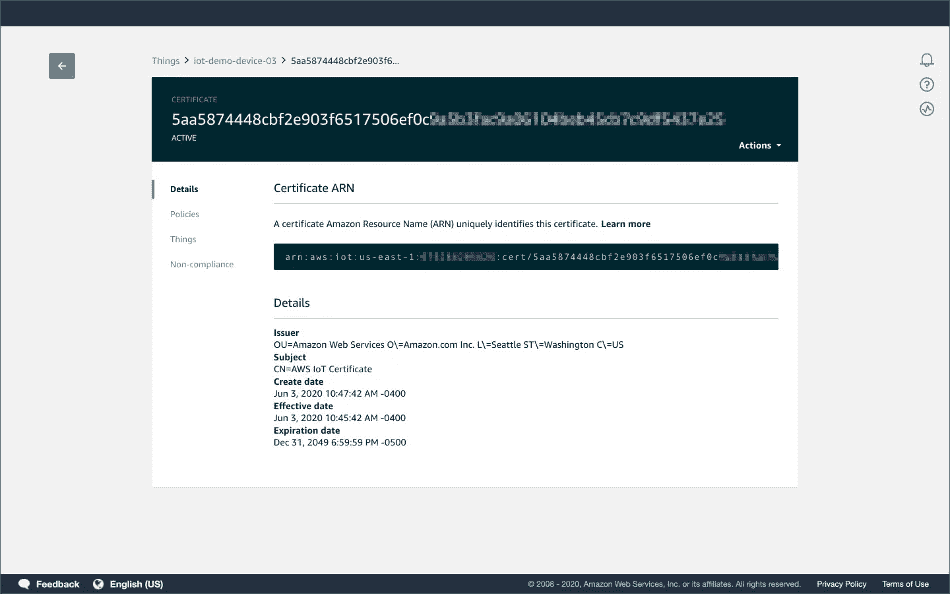 Things > iot-demo-device-03 > 5aa5874448cbf2e903f6...
CERTIFICATE
5aa5874448cbf2e903f6517506ef0c
ACTIVE
Actions
Details
Policies
Things
Non-compliance
Certificate ARN
A certificate Amazon Resource Name (ARN) uniquely identifies this certificate. Learn more
arn:aws:iot:us-east-1: :cert/5aa5874448cbf2e903f6517506ef0c
Details
Issuer
OU=Amazon Web Services O\=Amazon.com Inc. L\=Seattle ST\=Washington C\=US
Subject
CN=AWS IoT Certificate
Create date
Jun 3, 2020 10:47:42 AM -0400
Effective date
Jun 3, 2020 10:45:42 AM -0400
Expiration date
Dec 31, 2049 6:59:59 PM -0500
Feedback English (US) © 2006 - 2020, Amazon Web Services, Inc. or its affiliates. All rights reserved. Privacy Policy Terms of Use